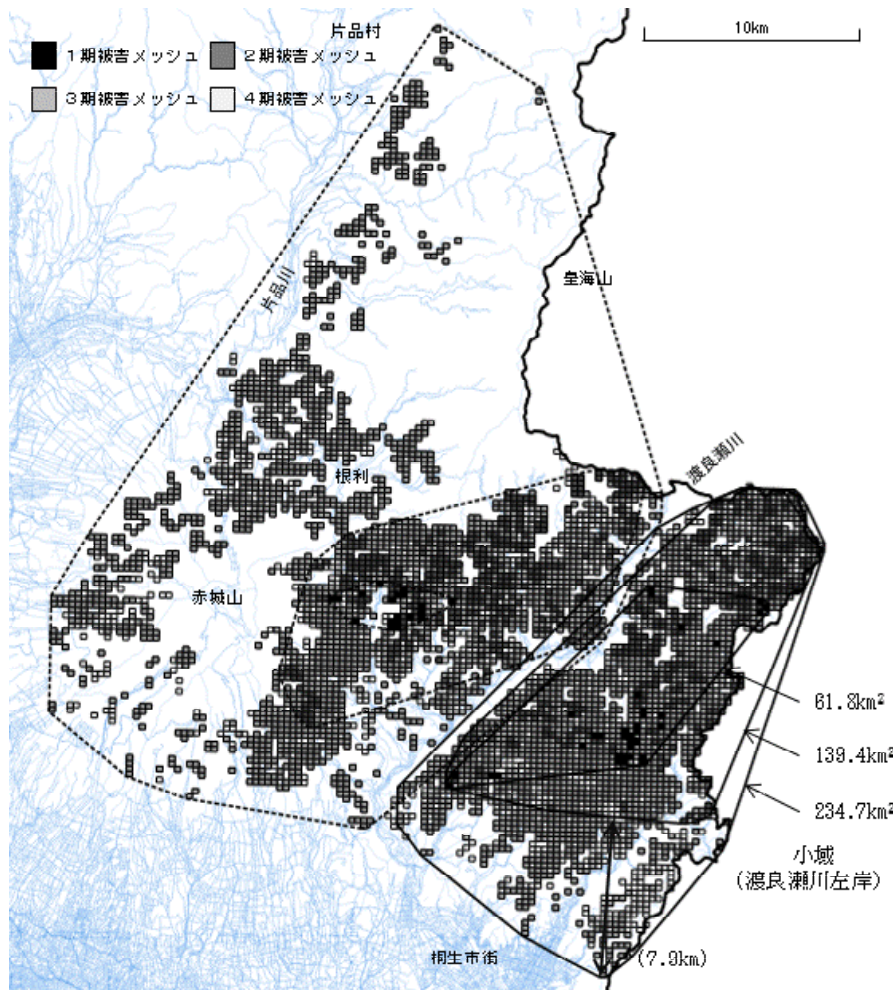 片品村
10km
1期被害メッシュ
2期被害メッシュ
3期被害メッシュ
4期被害メッシュ
片品川
皇海山
渡良瀬川
根利
赤城山
61.8km²
139.4km²
234.7km²
小域
(渡良瀬川左岸)
桐生市街
(7.9km)